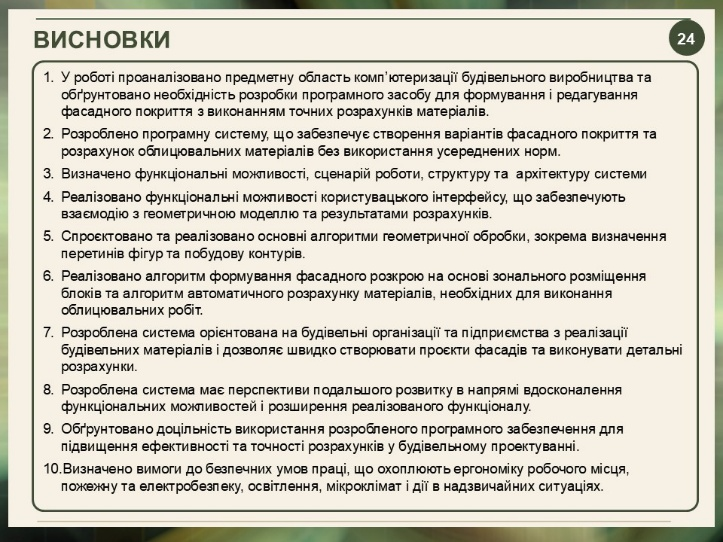 ВИСНОВКИ
24
1. У роботі проаналізовано предметну область комп'ютеризації будівельного виробництва та
обґрунтовано необхідність розробки програмного засобу для формування і редагування
фасадного покриття з виконанням точних розрахунків матеріалів.
2. Розроблено програмну систему, що забезпечує створення варіантів фасадного покриття та
розрахунок облицювальних матеріалів без використання усереднених норм.
3. Визначено функціональні можливості, сценарій роботи, структуру та архітектуру системи
4. Реалізовано функціональні можливості користувацького інтерфейсу, що забезпечують
взаємодію з геометричною моделлю та результатами розрахунків.
5. Спроєктовано та реалізовано основні алгоритми геометричної обробки, зокрема визначення
перетинів фігур та побудову контурів.
6. Реалізовано алгоритм формування фасадного розкрою на основі зонального розміщення
блоків та алгоритм автоматичного розрахунку матеріалів, необхідних для виконання
облицювальних робіт.
7. Розроблена система орієнтована на будівельні організації та підприємства з реалізації
будівельних матеріалів і дозволяє швидко створювати проєкти фасадів та виконувати детальні
розрахунки.
8. Розроблена система має перспективи подальшого розвитку в напрямі вдосконалення
функціональних можливостей і розширення реалізованого функціоналу.
9. Обґрунтовано доцільність використання розробленого програмного забезпечення для
підвищення ефективності та точності розрахунків у будівельному проектуванні.
10.Визначено вимоги до безпечних умов праці, що охоплюють ергономіку робочого місця,
пожежну та електробезпеку, освітлення, мікроклімат і дії в надзвичайних ситуаціях.